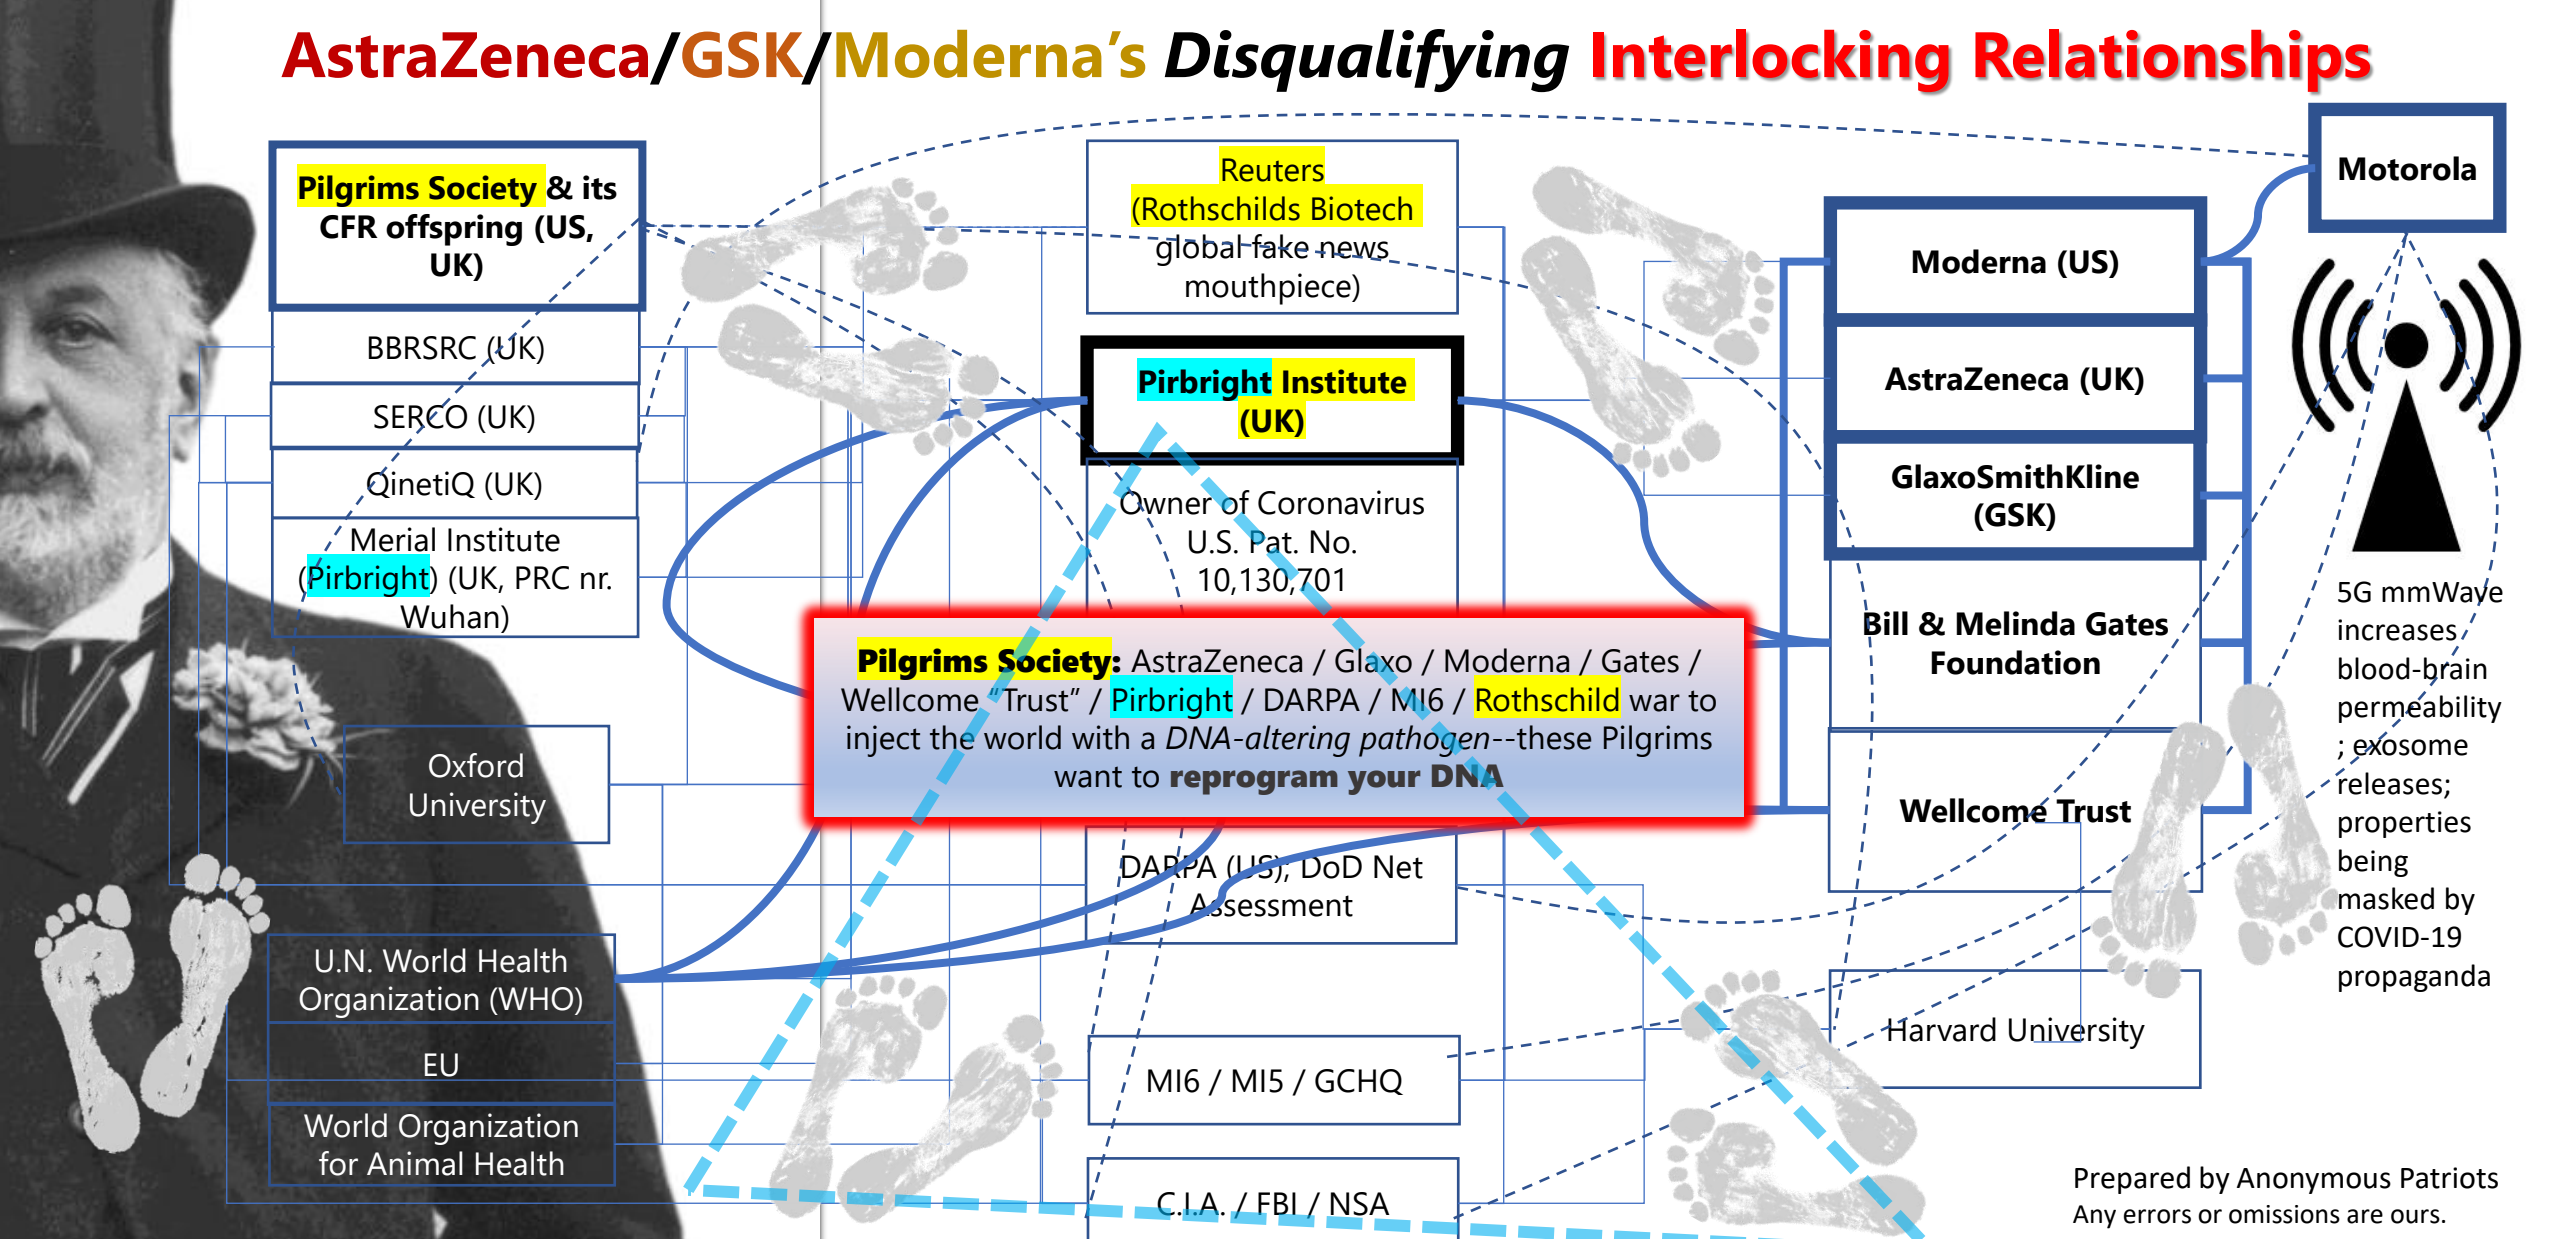 AstraZeneca/GSK/Moderna's Disqualifying Interlocking Relationships
Pilgrims Society & its
CFR offspring (US,
UK)
BBRSRC (UK)
SERCO (UK)
QinetiQ (UK)
Merial Institute
(Pirbright) (UK, PRC nr.
Wuhan)
Oxford
University
U.N. World Health
Organization (WHO)
EU
World Organization
for Animal Health
Reuters
(Rothschilds Biotech
global fake news
mouthpiece)
Pirbright Institute
(UK)
Owner of Coronavirus
U.S. Pat. No.
10,130,701
Pilgrims Society: AstraZeneca / Glaxo / Moderna / Gates /
Wellcome “Trust” / Pirbright / DARPA / MI6 / Rothschild war to
inject the world with a DNA-altering pathogen--these Pilgrims
want to reprogram your DNA
DARPA (US); DoD Net
Assessment
MI6 / MI5 / GCHQ
C.I.A. / FBI / NSA
Motorola
Moderna (US)
AstraZeneca (UK)
GlaxoSmithKline
(GSK)
Bill & Melinda Gates
Foundation
Wellcome Trust
Harvard University
5G mmWave
increases
blood-brain
permeability
; exosome
releases;
properties
being
masked by
COVID-19
propaganda
Prepared by Anonymous Patriots
Any errors or omissions are ours.